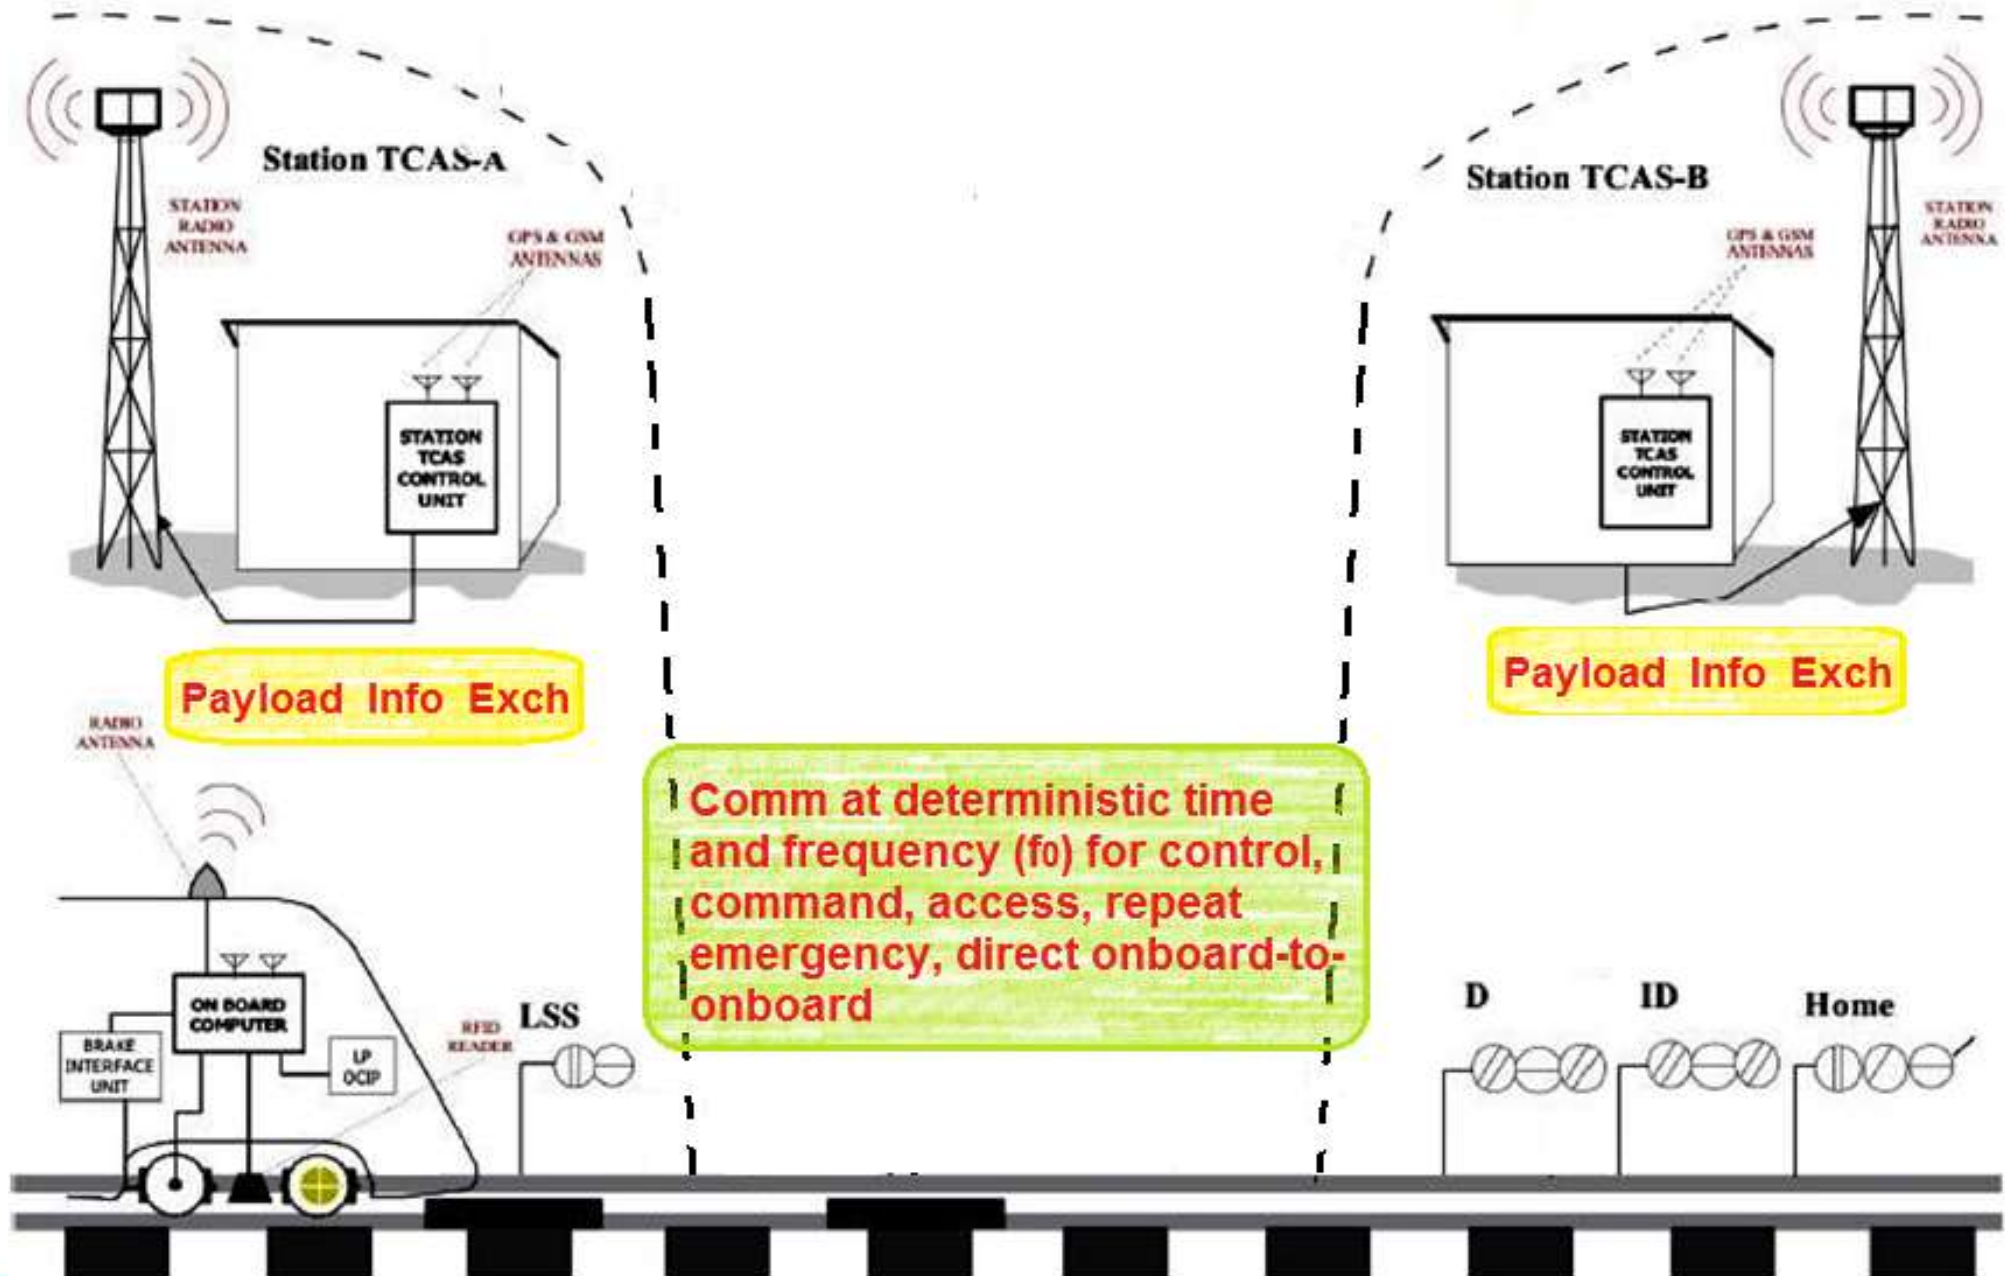 Station TCAS-A
STATION
RADIO
ANTENNA
GPS & GSM
ANTENNAS
STATION
TCAS
CONTROL
UNIT
Payload Info Exch
Station TCAS-B
STATION
RADIO
ANTENNA
GPS & GSM
ANTENNAS
STATION
TCAS
CONTROL
UNIT
Payload Info Exch
RADIO
ANTENNA
Comm at deterministic time
and frequency (f0) for control,
command, access, repeat
emergency, direct onboard-to-
onboard
ON BOARD
COMPUTER
BRAKE
INTERFACE
UNIT
LP
OCIP
RFID
READER
LSS
D
ID
Home